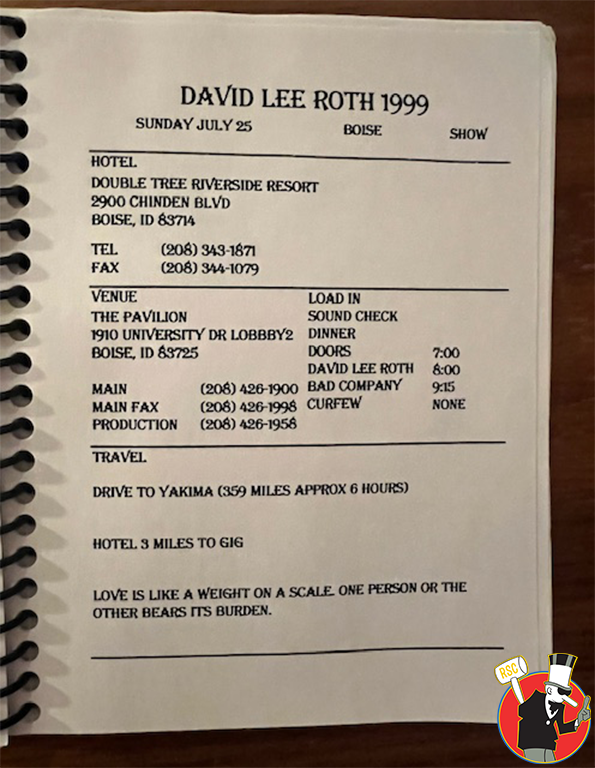 DAVID LEE ROTH 1999
SUNDAY JULY 25 BOISE SHOW
HOTEL
DOUBLE TREE RIVERSIDE RESORT
2900 CHINDEN BLVD
BOISE, ID 83714
TEL (208) 343-1871
FAX (208) 344-1079
VENUE
THE PAVILION
1910 UNIVERSITY DR LOBBBY2
BOISE, ID 83725
MAIN (208) 426-1900
MAIN FAX (208) 426-1998
PRODUCTION (208) 426-1958
LOAD IN
SOUND CHECK
DINNER
DOORS 7:00
DAVID LEE ROTH 8:00
BAD COMPANY 9:15
CURFEW NONE
TRAVEL
DRIVE TO YAKIMA (359 MILES APPROX 6 HOURS)
HOTEL 3 MILES TO GIG
LOVE IS LIKE A WEIGHT ON A SCALE. ONE PERSON OR THE
OTHER BEARS ITS BURDEN.
RSC